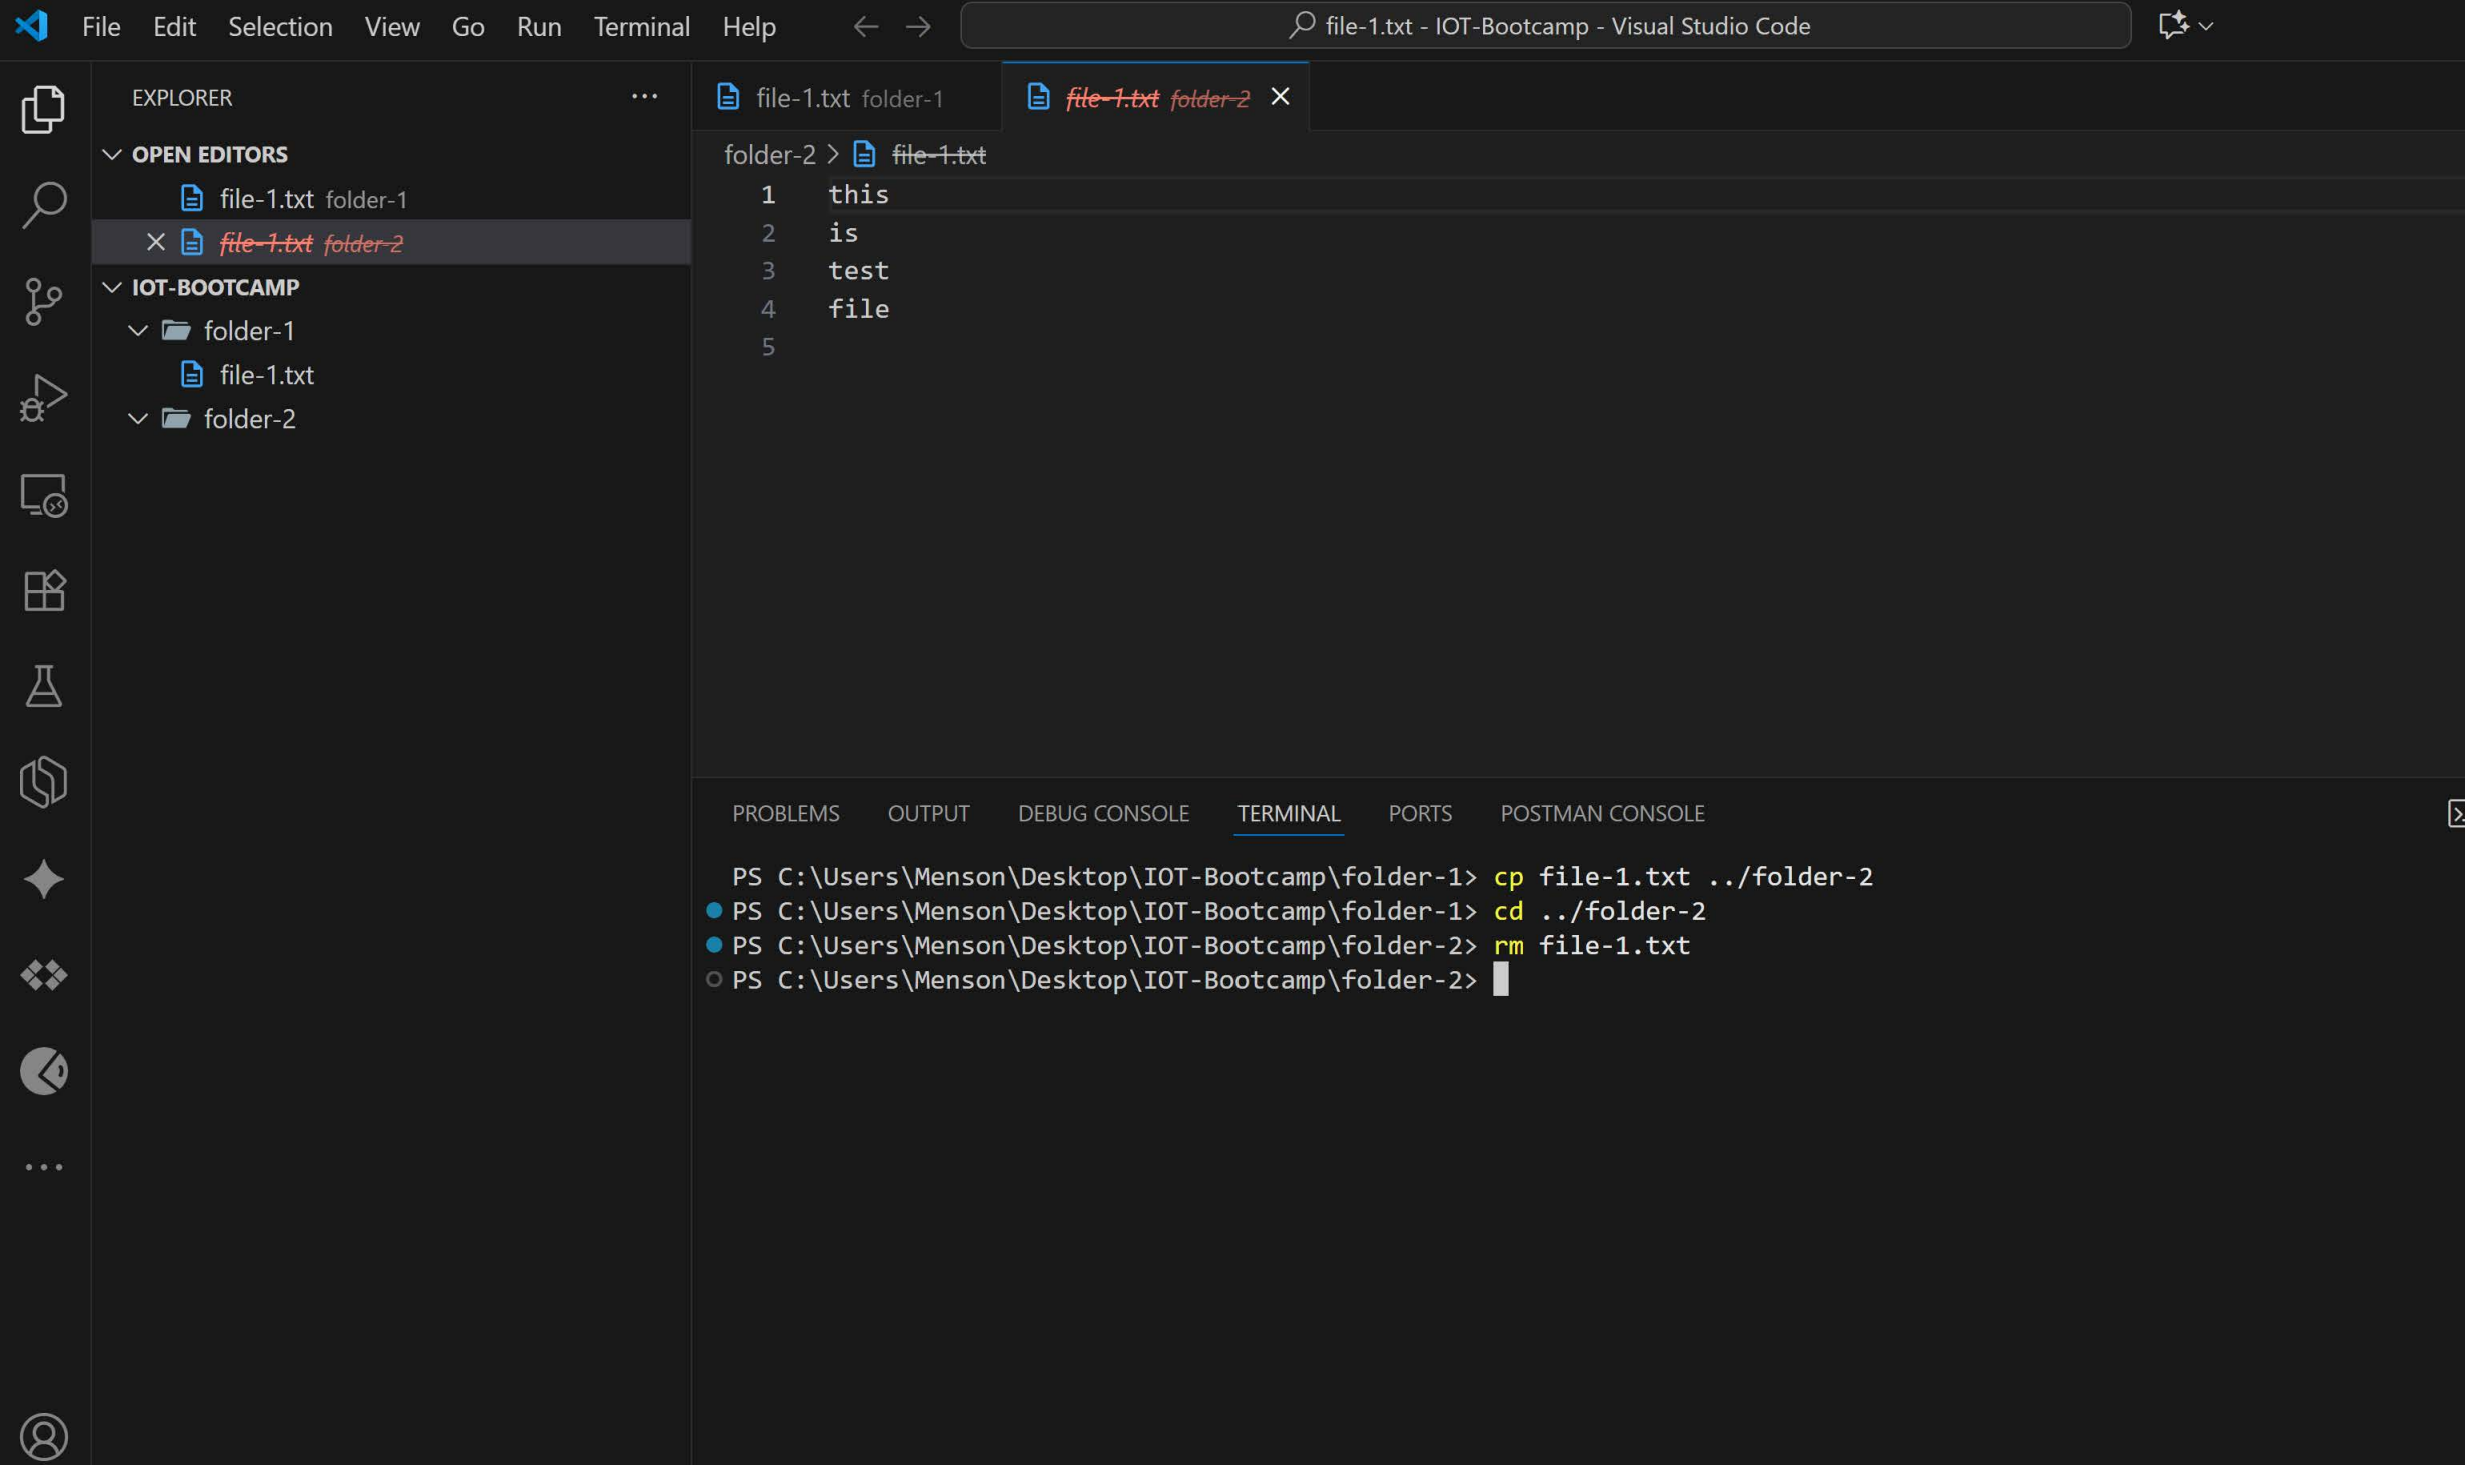 File Edit Selection View Go Run Terminal Help
file-1.txt - IOT-Bootcamp - Visual Studio Code
EXPLORER
OPEN EDITORS
file-1.txt folder-1
file-1.txt folder-2
IOT-BOOTCAMP
folder-1
file-1.txt
folder-2
file-1.txt folder-1
file-1.txt folder-2
folder-2 > file-1.txt
1 this
2 is
3 test
4 file
5
PROBLEMS OUTPUT DEBUG CONSOLE TERMINAL PORTS POSTMAN CONSOLE
PS C:\Users\Menson\Desktop\IOT-Bootcamp\folder-1> cp file-1.txt ../folder-2
PS C:\Users\Menson\Desktop\IOT-Bootcamp\folder-1> cd ../folder-2
PS C:\Users\Menson\Desktop\IOT-Bootcamp\folder-2> rm file-1.txt
PS C:\Users\Menson\Desktop\IOT-Bootcamp\folder-2>